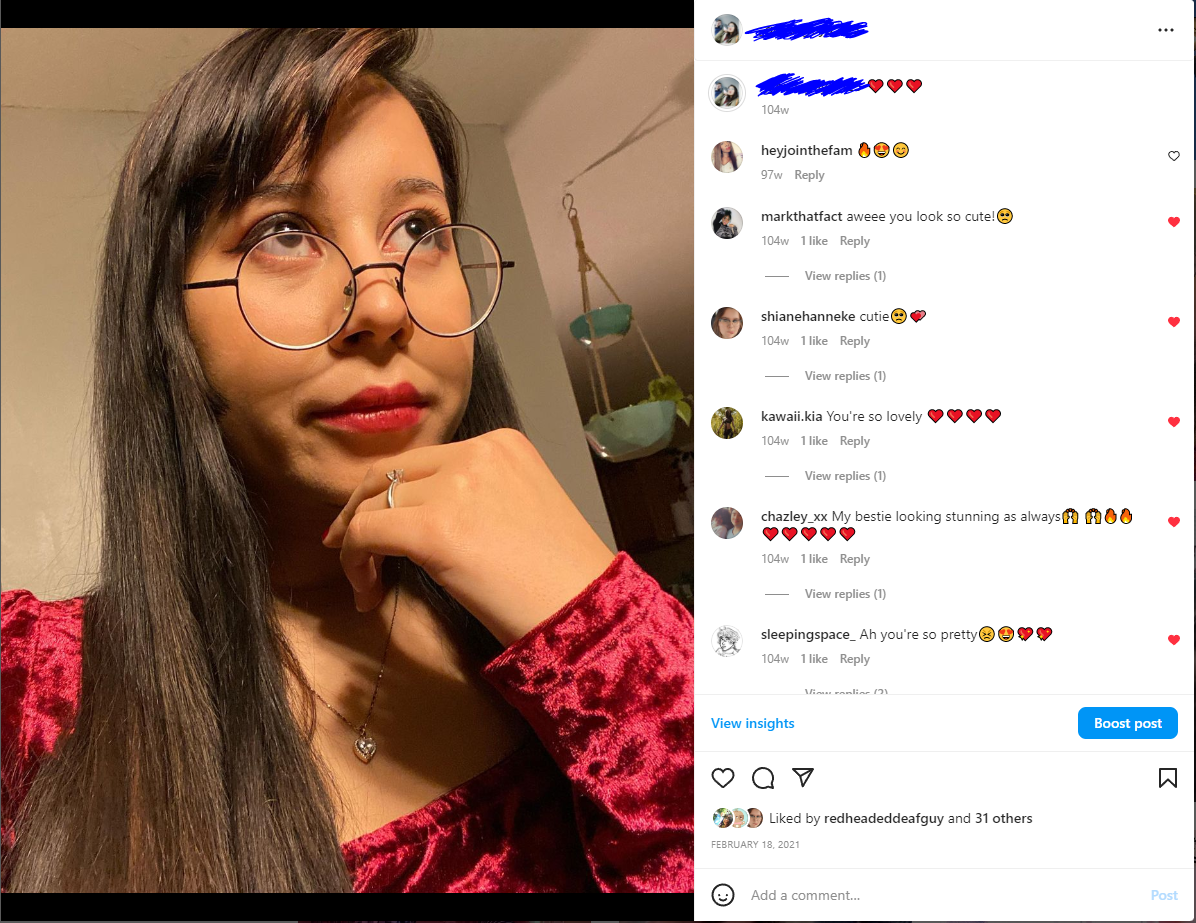 104w
heyjointhefam 🔥😍😊
97w Reply
markthatfact aweee you look so cute!🥺
104w 1 like Reply
View replies (1)
shianehanneke cutie🥺💕
104w 1 like Reply
View replies (1)
kawaii.kia You're so lovely ❤️❤️❤️❤️
104w 1 like Reply
View replies (1)
chazley_xx My bestie looking stunning as always🙌 🙌🔥🔥
❤️❤️❤️❤️❤️
104w 1 like Reply
View replies (1)
sleepingspace_ Ah you're so pretty😣😍💖💖
104w 1 like Reply
View replies (2)
View insights
Boost post
Liked by redheadeddeafguy and 31 others
FEBRUARY 18, 2021
Add a comment...
Post